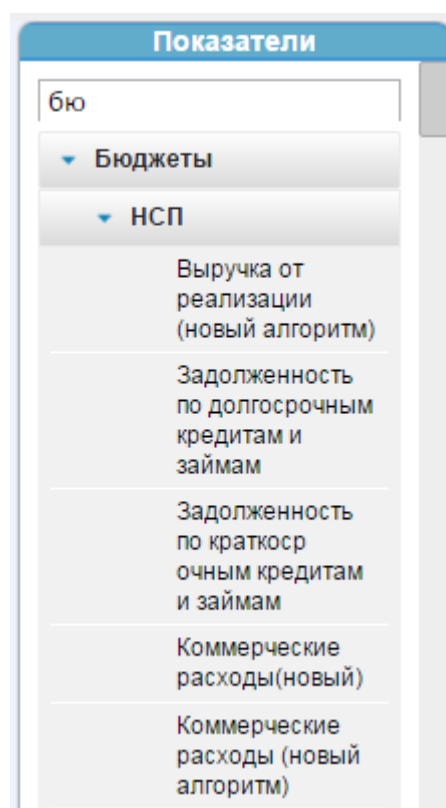 Показатели
бю
Бюджеты
НСП
Выручка от
реализации
(новый алгоритм)
Задолженность
по долгосрочным
кредитам и
займам
Задолженность
по краткоср
очным кредитам
и займам
Коммерческие
расходы(новый)
Коммерческие
расходы (новый
алгоритм)